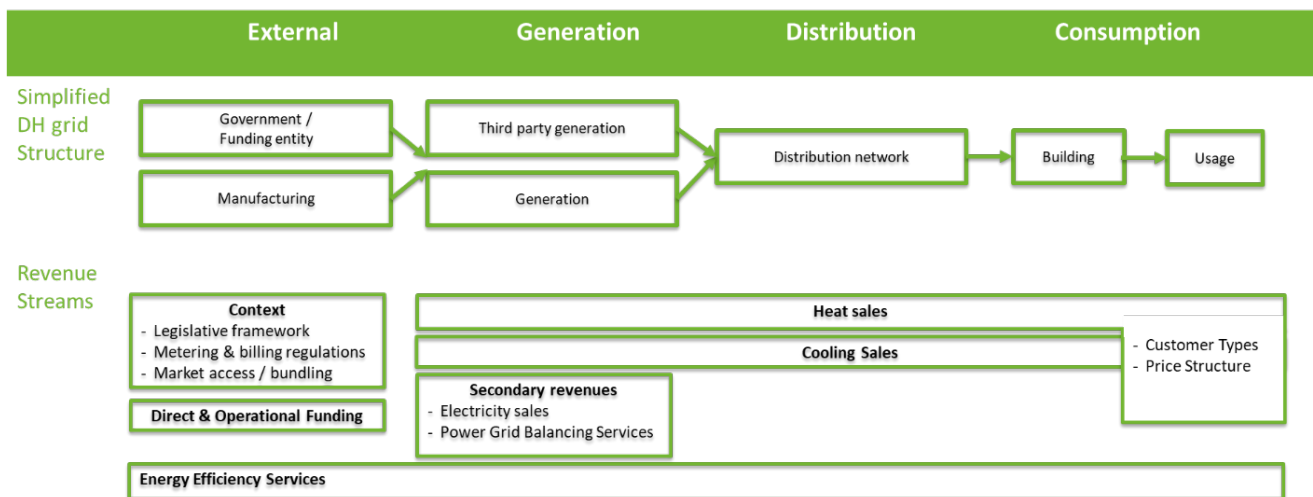 External
Generation
Distribution
Consumption
Simplified
DH grid
Structure
Government /
Funding entity
Third party generation
Distribution network
Building
Usage
Manufacturing
Generation
Revenue
Streams
Context
- Legislative framework
- Metering & billing regulations
- Market access / bundling
Direct & Operational Funding
Heat sales
Cooling Sales
- Customer Types
- Price Structure
Secondary revenues
- Electricity sales
- Power Grid Balancing Services
Energy Efficiency Services